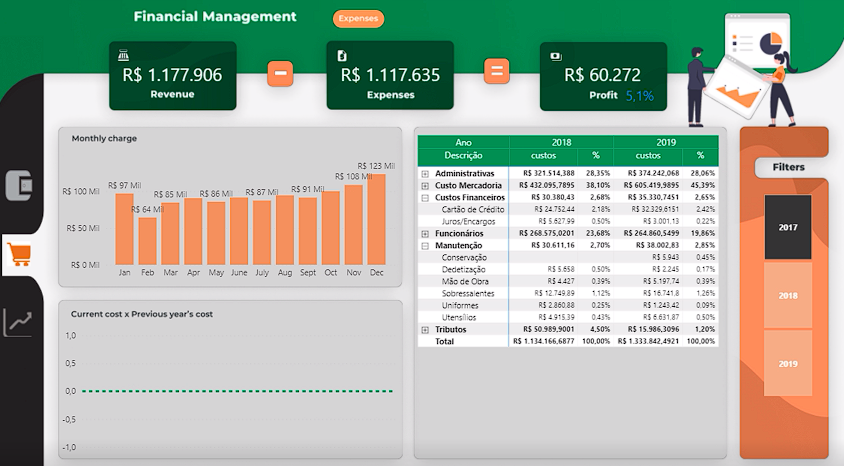 Financial Management
Expenses
R$ 1.177.906
Revenue
R$ 1.117.635
Expenses
R$ 60.272
Profit 5,1%
Monthly charge
R$ 100 Mil
R$ 50 Mil
R$ 0 Mil
R$ 97 Mil
R$ 64 Mil
R$ 85 Mil
R$ 86 Mil
R$ 87 Mil
R$ 91 Mil
R$ 108 Mil
R$ 123 Mil
Jan Feb Mar Apr May June July Aug Sept Oct Nov Dec
Current cost x Previous year's cost
1,0
0,5
0,0
-0,5
-1,0
Ano 2018 2019
Descrição custos % custos %
Administrativas R$ 321.514,388 28,35% R$ 374.242,068 28,06%
Custo Mercadoria R$ 432.095,7895 38,10% R$ 605.419,9895 45,39%
Custos Financeiros R$ 30.380,43 2,68% R$ 35.330,7451 2,65%
Cartão de Crédito R$ 24.752,44 2,18% R$ 32.329,6151 2,42%
Juros/Encargos R$ 5.627,99 0,50% R$ 3.001,13 0,22%
Funcionários R$ 268.575,0201 23,68% R$ 264.860,5499 19,86%
Manutenção R$ 30.611,16 2,70% R$ 38.002,83 2,85%
Conservação R$ 5.943 0,45%
Dedetização R$ 5.658 0,50% R$ 2.245 0,17%
Mão de Obra R$ 4.427 0,39% R$ 5.197,74 0,39%
Sobressalentes R$ 12.749,89 1,12% R$ 16.741,8 1,26%
Uniformes R$ 2.860,88 0,25% R$ 1.243,42 0,09%
Utensílios R$ 4.915,39 0,43% R$ 6.631,87 0,50%
Tributos R$ 50.989,9001 4,50% R$ 15.986,3096 1,20%
Total R$ 1.134.166,6877 100,00% R$ 1.333.842,4921 100,00%
Filters
2017
2018
2019